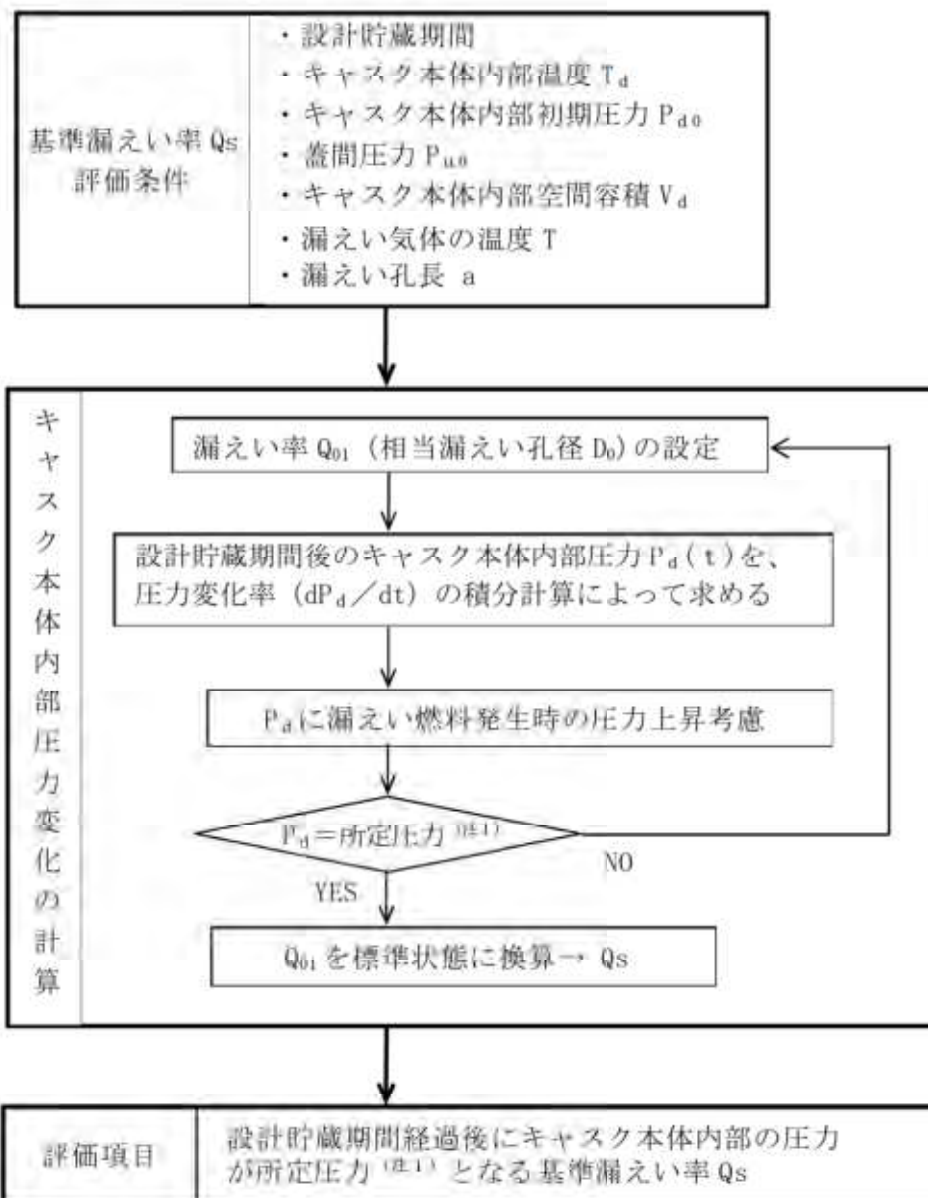 基準漏えい率 Qs
評価条件
・設計貯蔵期間
・キャスク本体内部温度 Td
・キャスク本体内部初期圧力 Pd0
・蓋間圧力 Pu0
・キャスク本体内部空間容積 Vd
・漏えい気体の温度 T
・漏えい孔長 a
キャスク本体内部圧力変化の計算
漏えい率 Q01 (相当漏えい孔径 D0)の設定
設計貯蔵期間後のキャスク本体内部圧力 Pd(t)を、
圧力変化率 (dPd/dt) の積分計算によって求める
Pdに漏えい燃料発生時の圧力上昇考慮
Pd=所定圧力(注1)
NO
YES
Q01を標準状態に換算→ Qs
評価項目
設計貯蔵期間経過後にキャスク本体内部の圧力
が所定圧力(注1)となる基準漏えい率 Qs